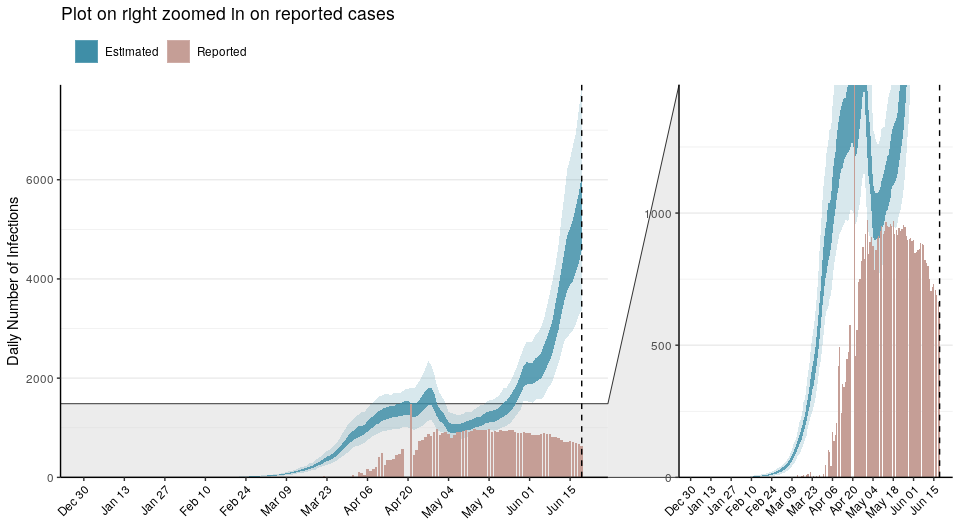 Plot on right zoomed in on reported cases
Estimated Reported
Daily Number of Infections
6000
4000
2000
0
Dec 30 Jan 13 Jan 27 Feb 10 Feb 24 Mar 09 Mar 23 Apr 06 Apr 20 May 04 May 18 Jun 01 Jun 15
1000
500
0
Dec 30 Jan 13 Jan 27 Feb 10 Feb 24 Mar 09 Mar 23 Apr 06 Apr 20 May 04 May 18 Jun 01 Jun 15